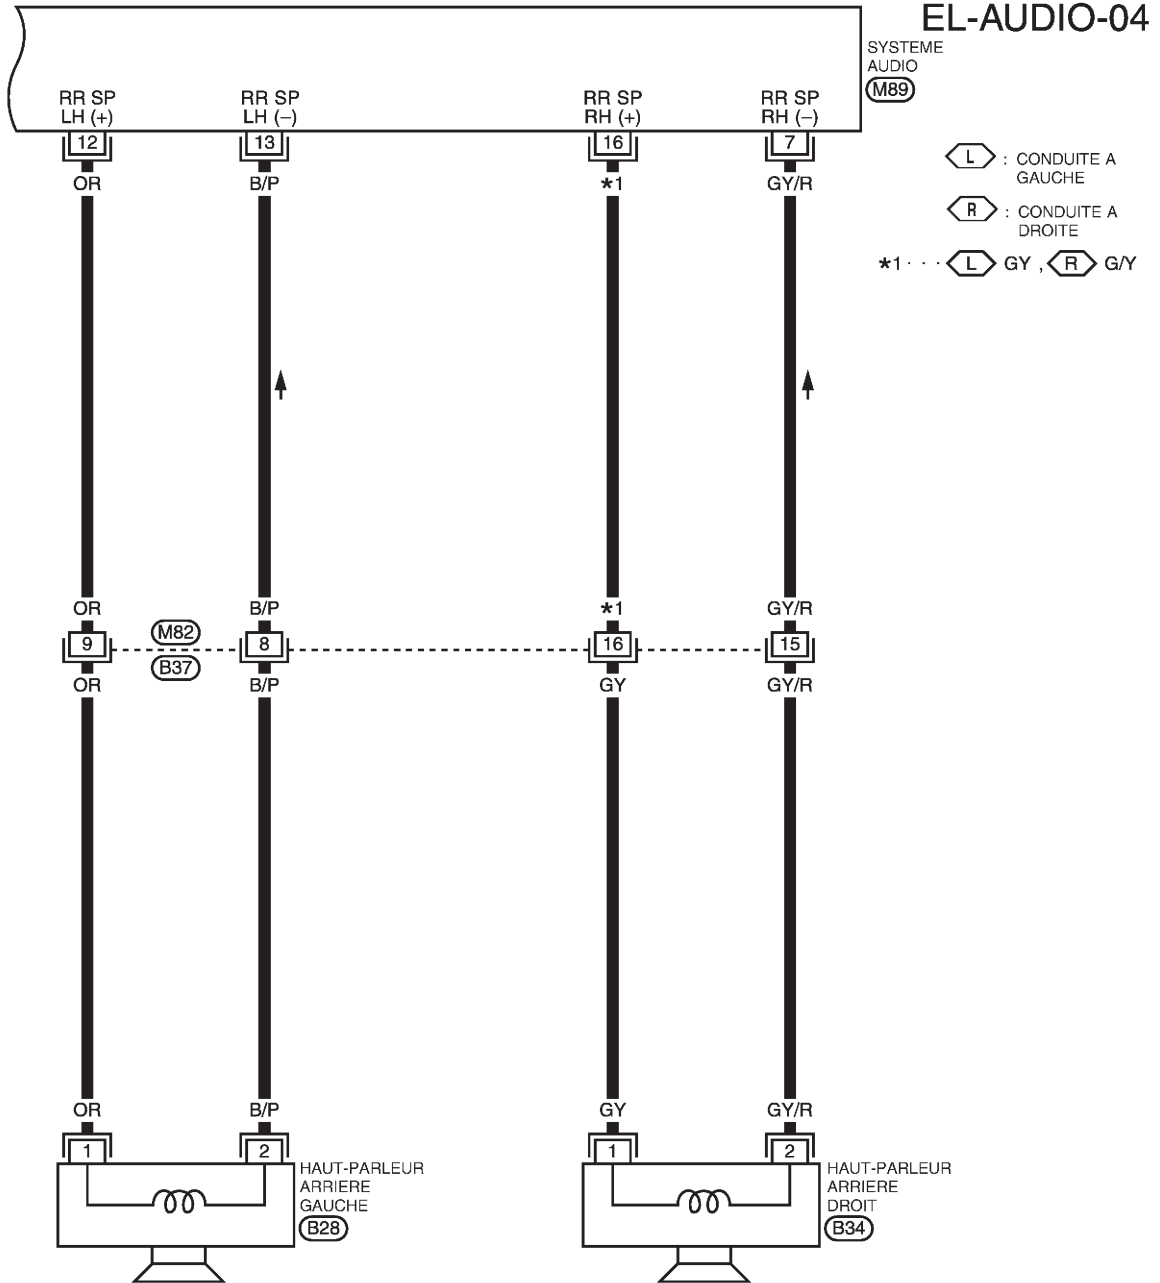 EL-AUDIO-04
SYSTEME
AUDIO
M89
RR SP
LH (+)
RR SP
LH (–)
RR SP
RH (+)
RR SP
RH (–)
12
13
16
7
OR
B/P
*1
GY/R
L : CONDUITE A
GAUCHE
R : CONDUITE A
DROITE
*1 · · · L GY , R G/Y
OR
B/P
*1
GY/R
9
M82
B37
8
16
15
OR
B/P
GY
GY/R
OR
B/P
GY
GY/R
1
2
1
2
HAUT-PARLEUR
ARRIERE
GAUCHE
B28
HAUT-PARLEUR
ARRIERE
DROIT
B34